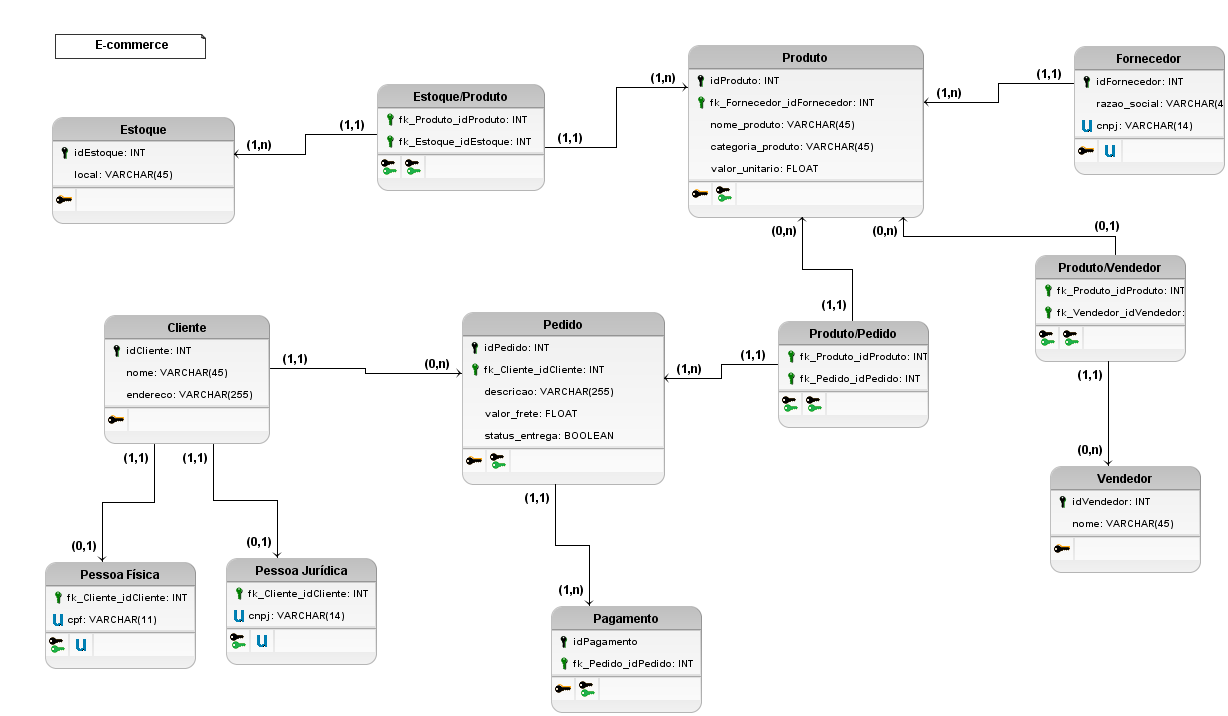 E-commerce
Estoque
idEstoque: INT
local: VARCHAR(45)
(1,n)
(1,1)
Estoque/Produto
fk_Produto_idProduto: INT
fk_Estoque_idEstoque: INT
(1,1)
(1,n)
Produto
idProduto: INT
fk_Fornecedor_idFornecedor: INT
nome_produto: VARCHAR(45)
categoria_produto: VARCHAR(45)
valor_unitario: FLOAT
(1,n)
(1,1)
Fornecedor
idFornecedor: INT
razao_social: VARCHAR(4
u cnpj: VARCHAR(14)
u
(0,n)
(0,n)
(0,1)
Produto/Vendedor
fk_Produto_idProduto: INT
fk_Vendedor_idVendedor:
(1,1)
(0,n)
Vendedor
idVendedor: INT
nome: VARCHAR(45)
(1,1)
Produto/Pedido
fk_Produto_idProduto: INT
fk_Pedido_idPedido: INT
(1,1)
(1,n)
Cliente
idCliente: INT
nome: VARCHAR(45)
endereco: VARCHAR(255)
(1,1)
(0,n)
Pedido
idPedido: INT
fk_Cliente_idCliente: INT
descricao: VARCHAR(255)
valor_frete: FLOAT
status_entrega: BOOLEAN
(1,1)
(1,1)
(0,1)
(0,1)
Pessoa Física
fk_Cliente_idCliente: INT
u cpf: VARCHAR(11)
u
Pessoa Jurídica
fk_Cliente_idCliente: INT
u cnpj: VARCHAR(14)
u
(1,1)
(1,n)
Pagamento
idPagamento
fk_Pedido_idPedido: INT